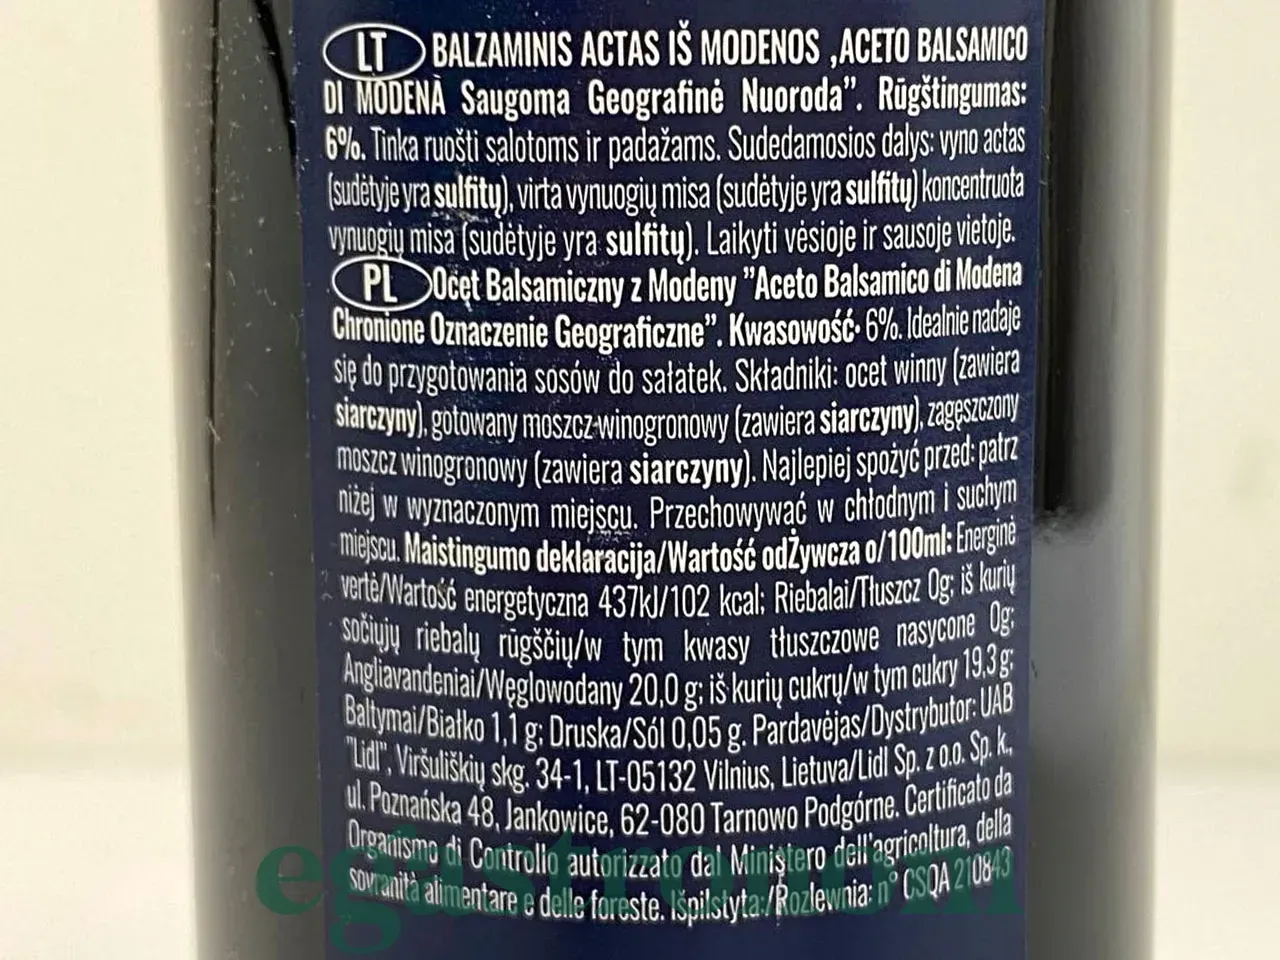 LT BALZAMINIS ACTAS IŠ MODENOS „ACETO BALSAMICO
DI MODENA Saugoma Geografinė Nuoroda”. Rūgštingumas:
6%. Tinka ruošti salotoms ir padažams. Sudedamosios dalys: vyno actas
(sudėtyje yra sulfitų), virta vynuogių misa (sudėtyje yra sulfitų) koncentruota
vynuogių misa (sudėtyje yra sulfitų). Laikyti vėsioje ir sausoje vietoje.
PL Ocęt Balsamiczny z Modeny ”Aceto Balsamico di Modena
Chronione Oznaczenie Geograficzne”. Kwasowość: 6%. Idealnie nadaje
się do przygotowania sosów do sałatek. Składniki: ocet winny (zawiera
siarczyny), gotowany moszcz winogronowy (zawiera siarczyny), zagęszczony
moszcz winogronowy (zawiera siarczyny). Najlepiej spożyć przed: patrz
niżej w wyznaczonym miejscu. Przechowywać w chłodnym i suchym
miejscu. Maistingumo deklaracija/Wartość odŻywcza o/100ml: Energinė
vertė/Wartość energetyczna 437kJ/102 kcal; Riebalai/Tłuszcz 0g; iš kurių
sočiųjų riebalų rūgščių/w tym kwasy tłuszczowe nasycone 0g;
Angliavandeniai/Węglowodany 20,0 g; iš kurių cukrų/w tym cukry 19,3 g;
Baltymai/Białko 1,1 g; Druska/Sól 0,05 g. Pardavėjas/Dystrybutor: UAB
"Lidl", Viršuliškių skg. 34-1, LT-05132 Vilnius, Lietuva/Lidl Sp. z o.o. Sp. k.,
ul. Poznańska 48, Jankowice, 62-080 Tarnowo Podgórne. Certificato da
Organismo di Controllo autorizzato dal Ministero dell'agricoltura, della
sovranità alimentare e delle foreste. Išpilstyta:/Rozlewnia: n° CSQA 210843
egastronom